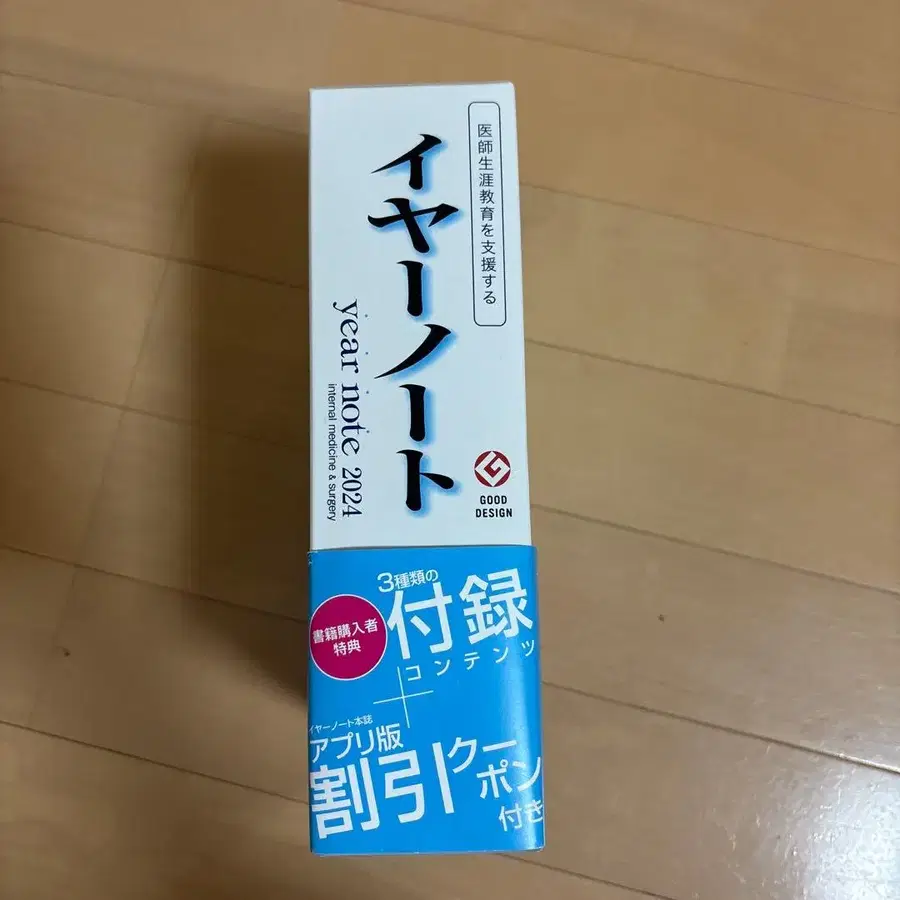 医師生涯教育を支援する
イヤーノート
year note 2024
internal medicine & surgery
GOOD
DESIGN
3種類の
付録
コンテンツ
書籍購入者
特典
イヤーノート本誌
アプリ版
割引クー
ポン
付き